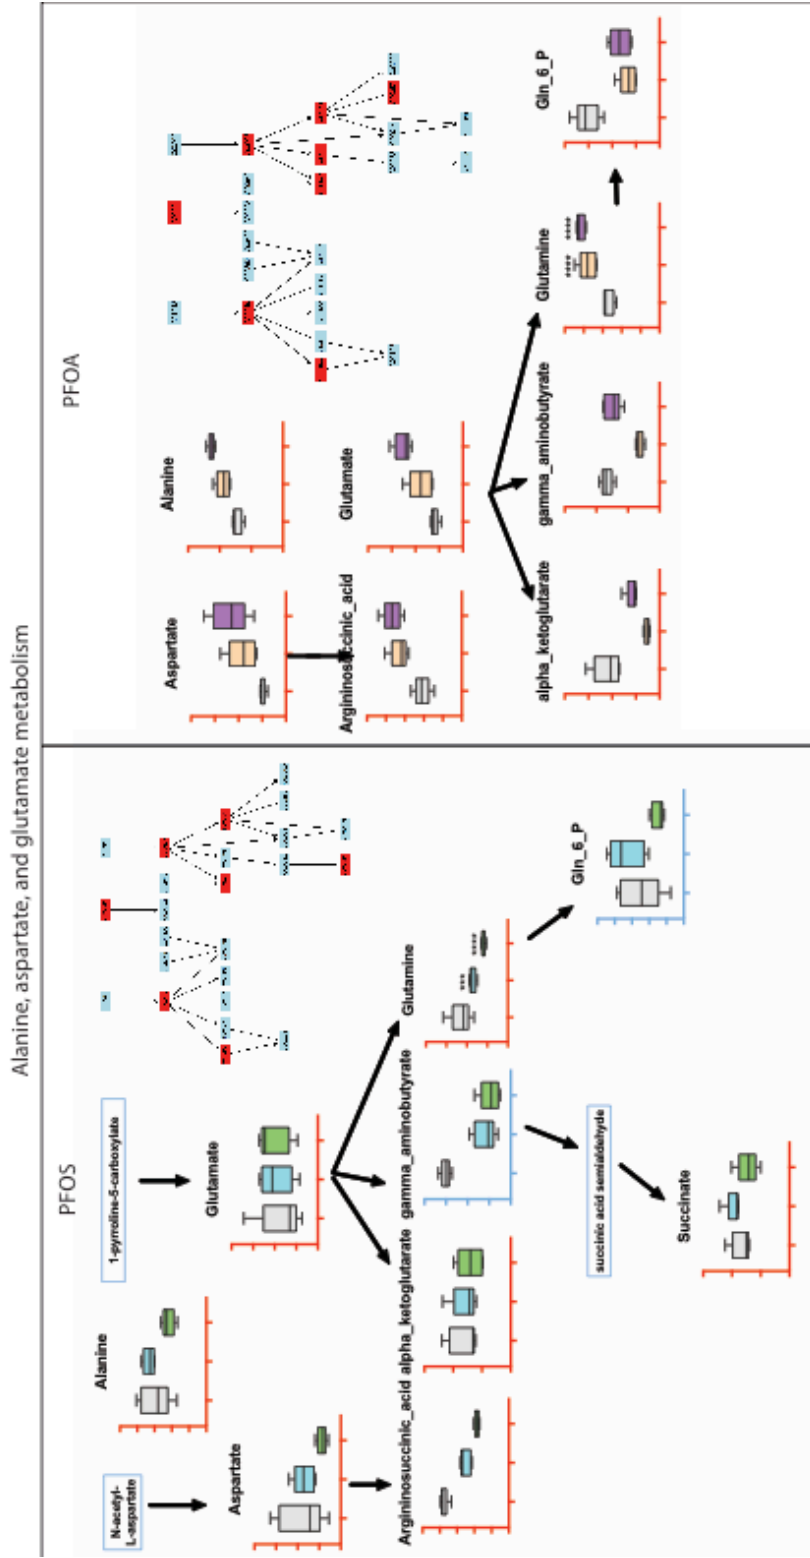 Alanine, aspartate, and glutamate metabolism
PFOS
N-acetyl-
L-aspartate
Alanine
1-pyrroline-5-carboxylate
Aspartate
Glutamate
Argininosuccinic_acid
alpha_ketoglutarate
gamma_aminobutyrate
Glutamine
***
****
succinic acid semialdehyde
Gln_6_P
Succinate
PFOA
Aspartate
Alanine
Argininosuccinic_acid
Glutamate
alpha_ketoglutarate
gamma_aminobutyrate
Glutamine
****
****
Gln_6_P